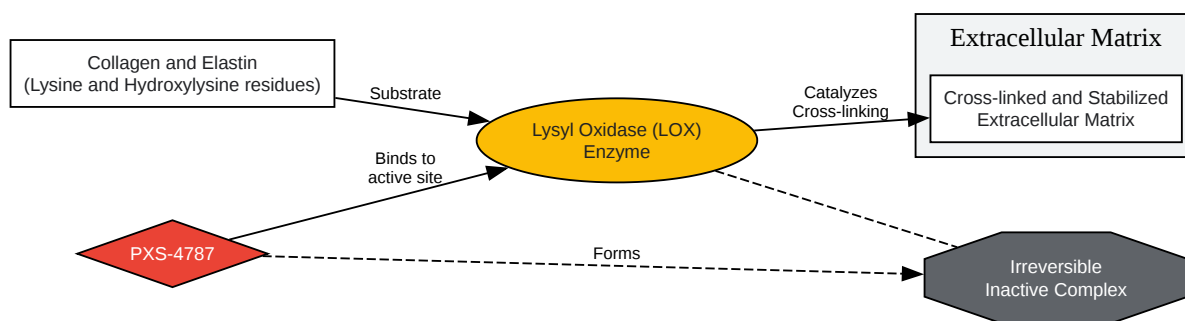 Extracellular Matrix
Collagen and Elastin
(Lysine and Hydroxylysine residues)
Substrate
Catalyzes
Cross-linking
Cross-linked and Stabilized
Extracellular Matrix
Lysyl Oxidase (LOX)
Enzyme
Binds to
active site
PXS-4787
Forms
Irreversible
Inactive Complex